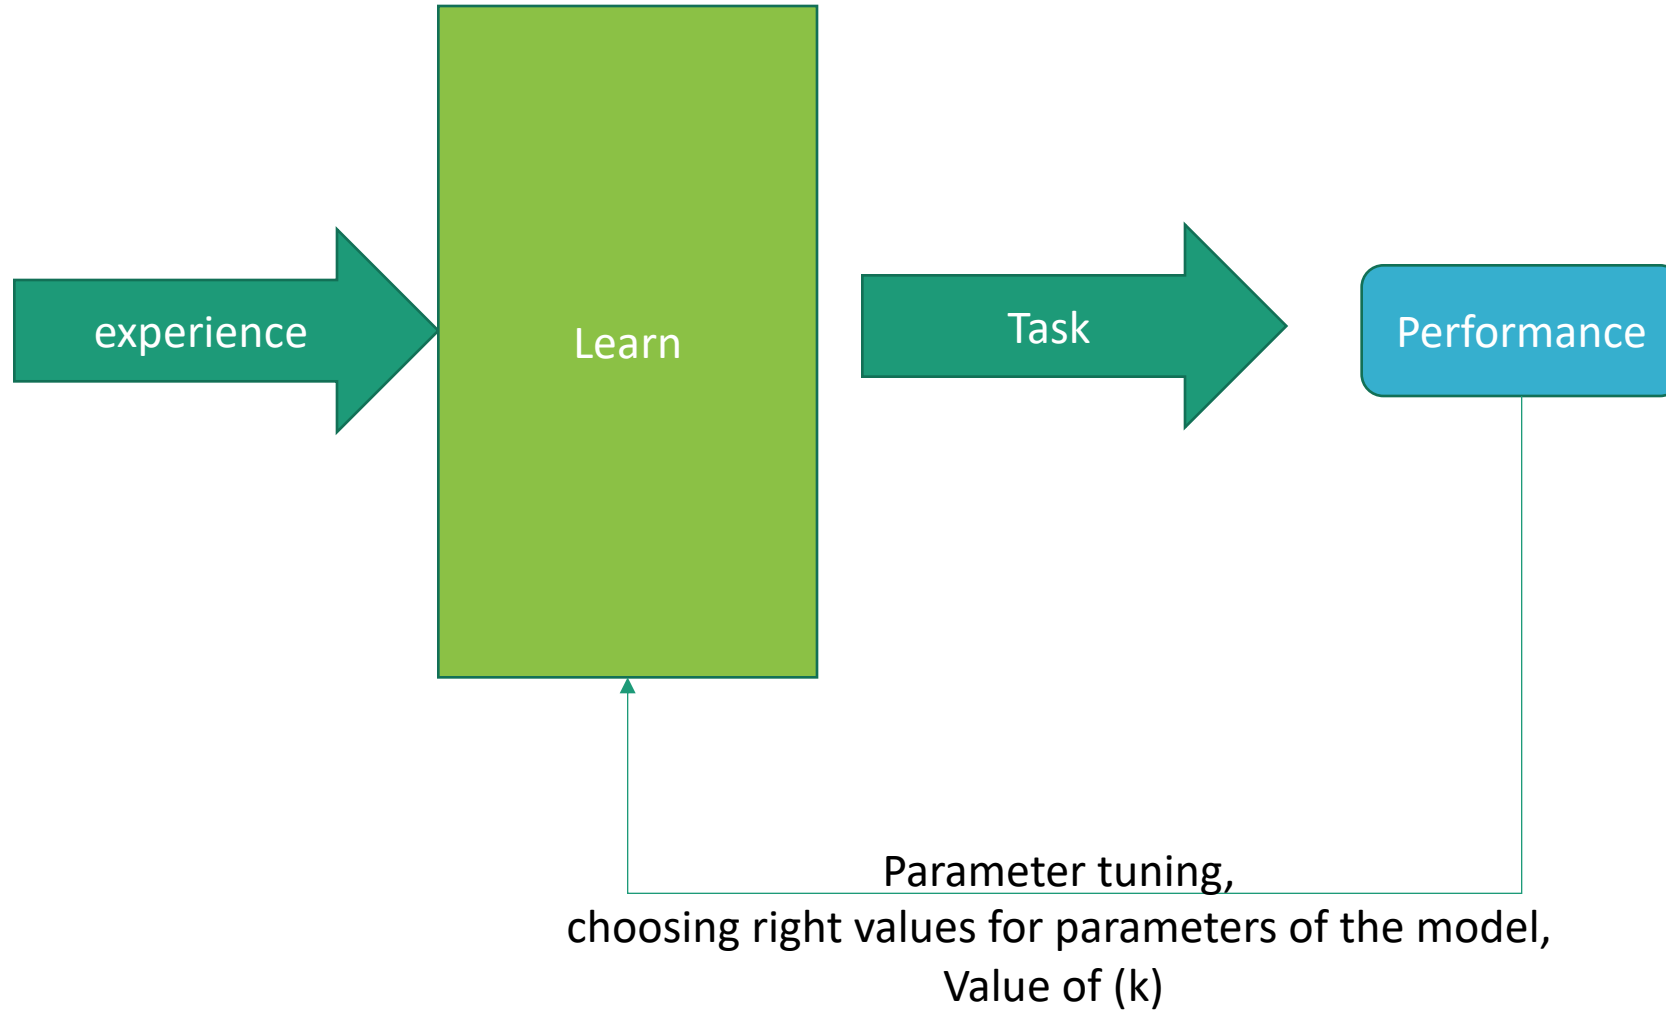 experience
Learn
Task
Performance
Parameter tuning,
choosing right values for parameters of the model,
Value of (k)